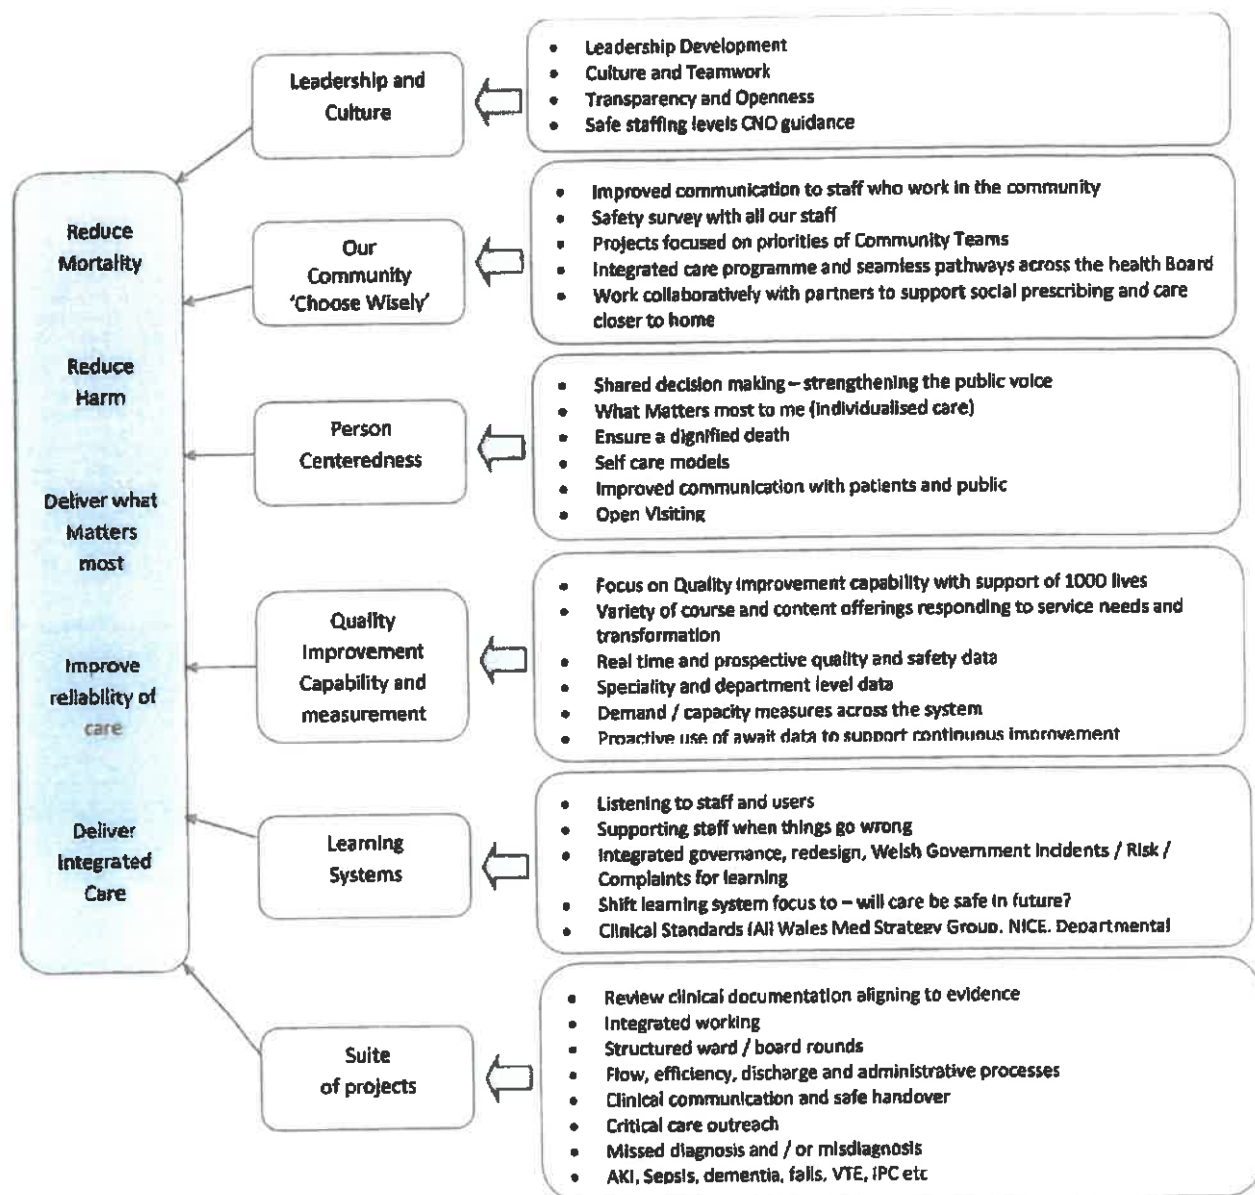 Reduce
Mortality
Reduce
Harm
Deliver what
Matters
most
Improve
reliability of
care
Deliver
Integrated
Care
Leadership and
Culture
• Leadership Development
• Culture and Teamwork
• Transparency and Openness
• Safe staffing levels CNO guidance
Our
Community
'Choose Wisely'
• Improved communication to staff who work in the community
• Safety survey with all our staff
• Projects focused on priorities of Community Teams
• Integrated care programme and seamless pathways across the health Board
• Work collaboratively with partners to support social prescribing and care
closer to home
Person
Centeredness
• Shared decision making – strengthening the public voice
• What Matters most to me (individualised care)
• Ensure a dignified death
• Self care models
• Improved communication with patients and public
• Open Visiting
Quality
Improvement
Capability and
measurement
• Focus on Quality improvement capability with support of 1000 lives
• Variety of course and content offerings responding to service needs and
transformation
• Real time and prospective quality and safety data
• Speciality and department level data
• Demand / capacity measures across the system
• Proactive use of await data to support continuous improvement
Learning
Systems
• Listening to staff and users
• Supporting staff when things go wrong
• Integrated governance, redesign, Welsh Government Incidents / Risk /
Complaints for learning
• Shift learning system focus to – will care be safe in future?
• Clinical Standards (All Wales Med Strategy Group, NICE, Departmental
Suite
of projects
• Review clinical documentation aligning to evidence
• Integrated working
• Structured ward / board rounds
• Flow, efficiency, discharge and administrative processes
• Clinical communication and safe handover
• Critical care outreach
• Missed diagnosis and / or misdiagnosis
• AKI, Sepsis, dementia, falls, VTE, IPC etc